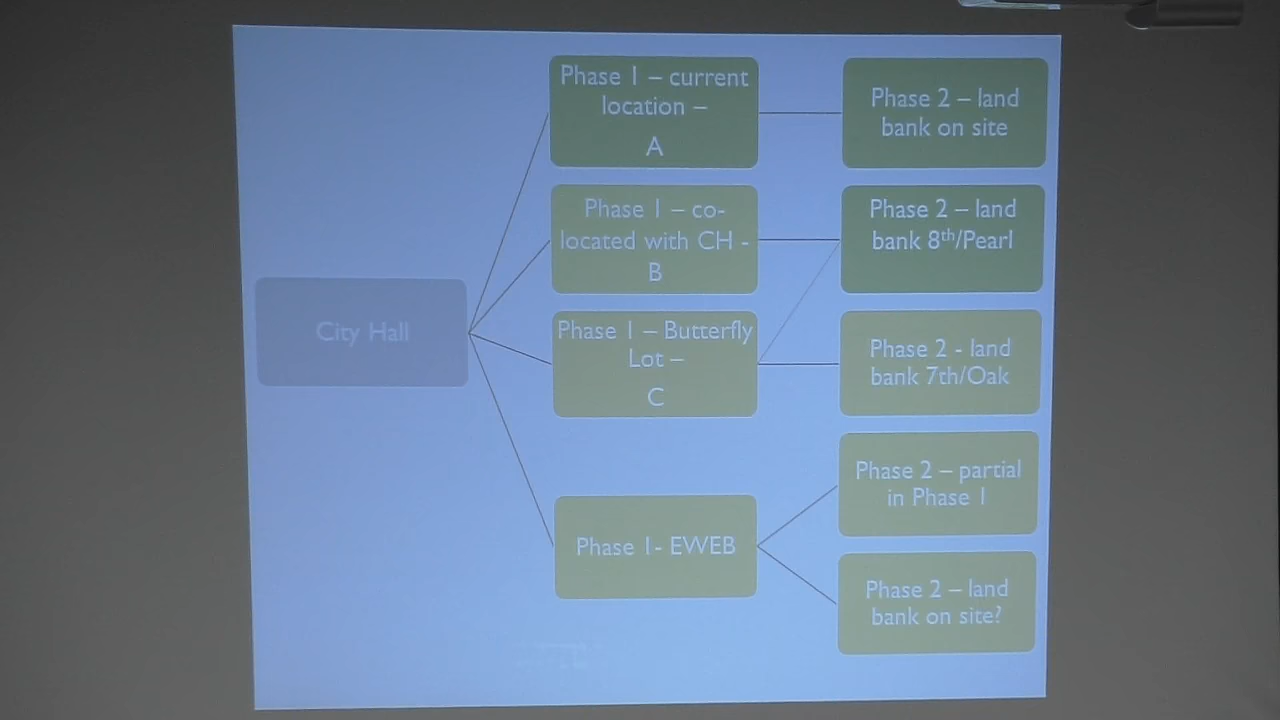 City Hall
Phase 1 – current
location –
A
Phase 1 – co-
located with CH -
B
Phase 1 – Butterfly
Lot –
C
Phase 1- EWEB
Phase 2 – land
bank on site
Phase 2 – land
bank 8th/Pearl
Phase 2 - land
bank 7th/Oak
Phase 2 – partial
in Phase 1
Phase 2 – land
bank on site?